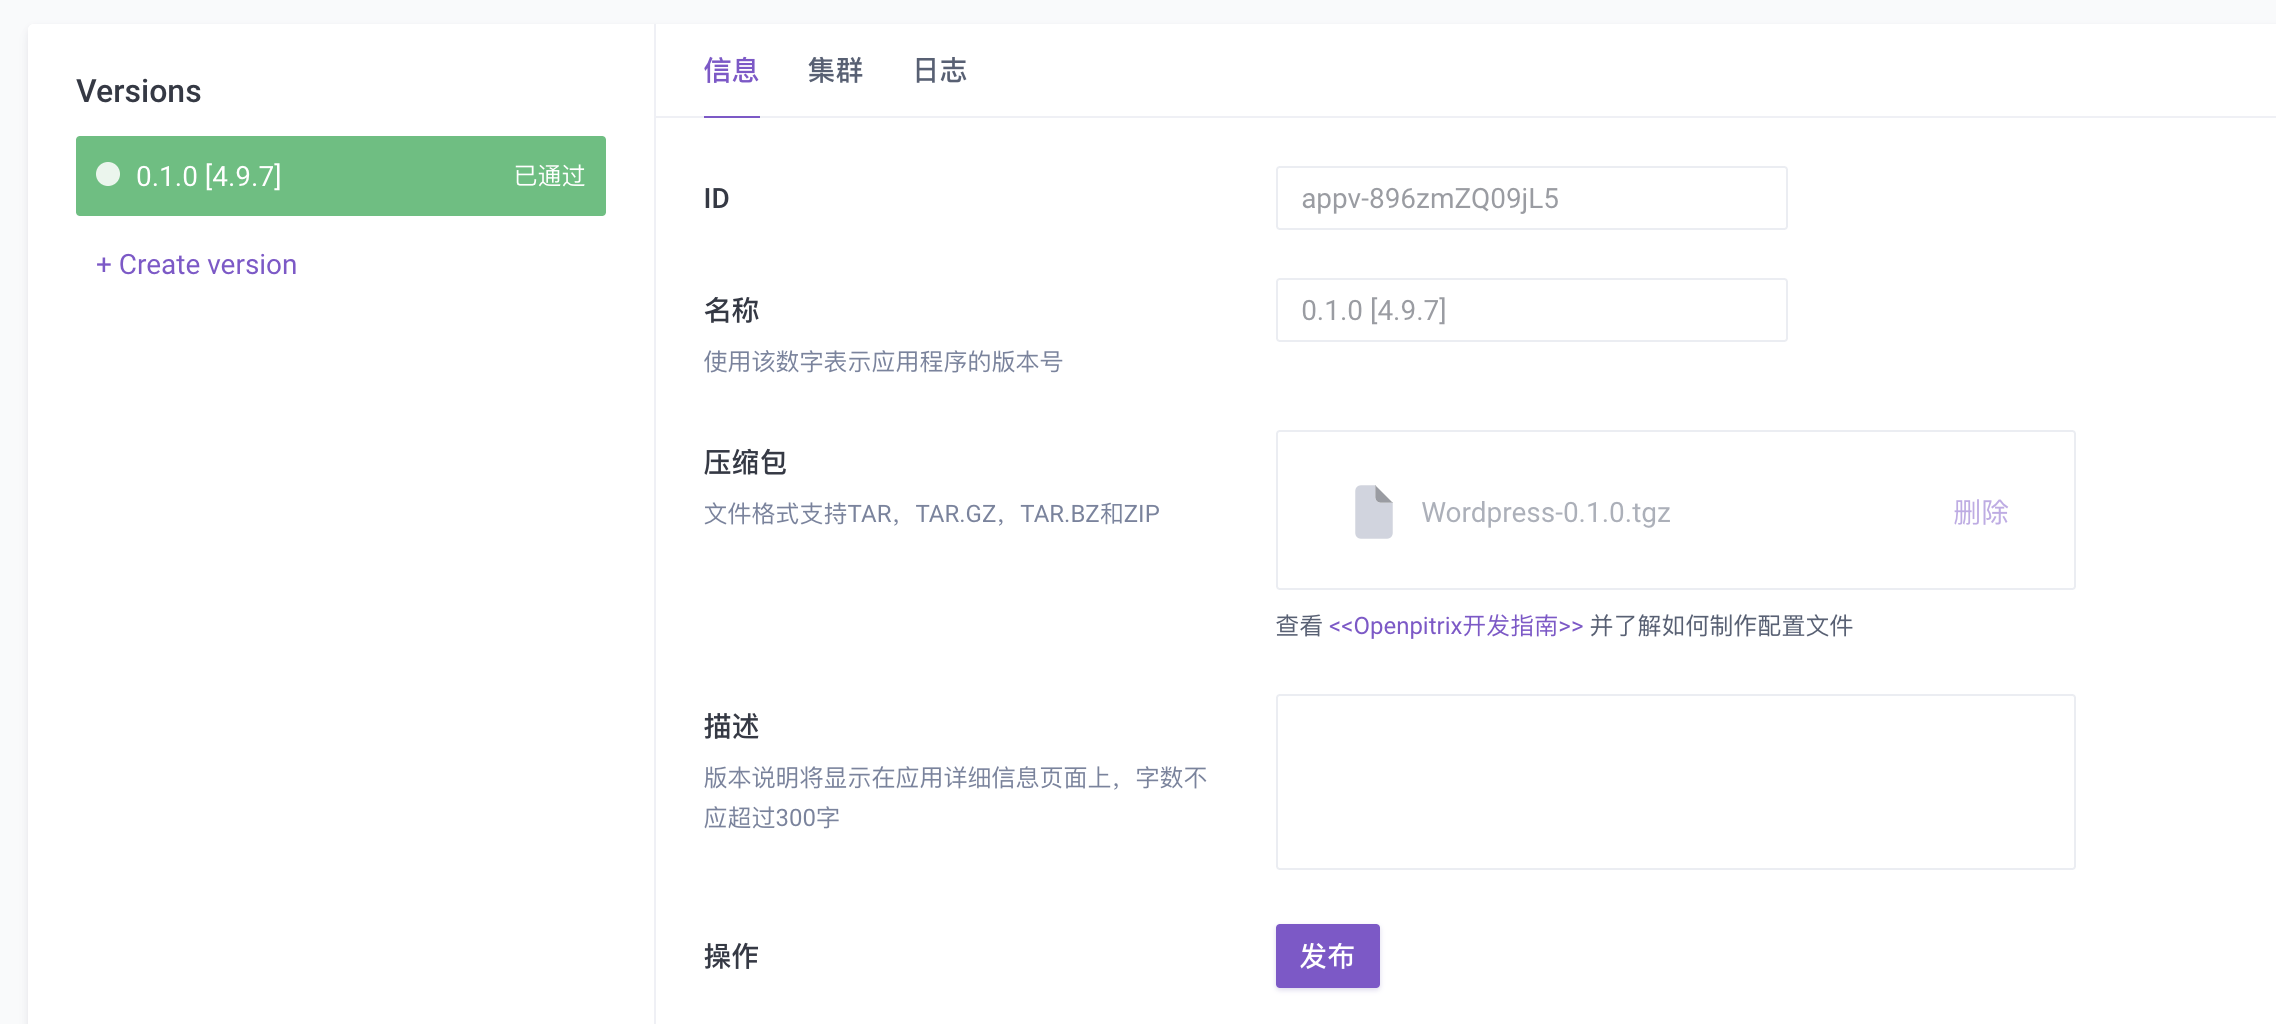 Versions
0.1.0 [4.9.7] 已通过
+ Create version
信息 集群 日志
ID
appv-896zmZQ09jL5
名称
0.1.0 [4.9.7]
使用该数字表示应用程序的版本号
压缩包
文件格式支持TAR，TAR.GZ，TAR.BZ和ZIP
Wordpress-0.1.0.tgz 删除
查看 <<Openpitrix开发指南>> 并了解如何制作配置文件
描述
版本说明将显示在应用详细信息页面上，字数不
应超过300字
操作
发布